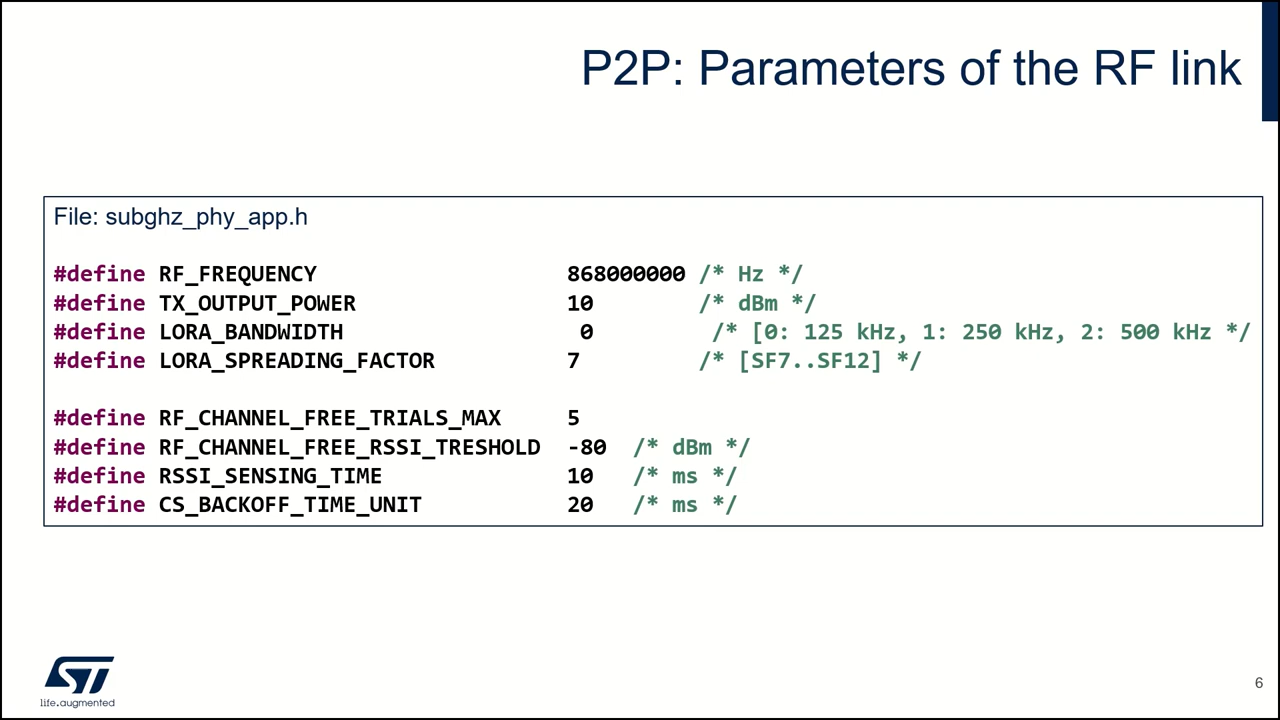 P2P: Parameters of the RF link
File: subghz_phy_app.h
#define RF_FREQUENCY 868000000 /* Hz */
#define TX_OUTPUT_POWER 10 /* dBm */
#define LORA_BANDWIDTH 0 /* [0: 125 kHz, 1: 250 kHz, 2: 500 kHz */
#define LORA_SPREADING_FACTOR 7 /* [SF7..SF12] */
#define RF_CHANNEL_FREE_TRIALS_MAX 5
#define RF_CHANNEL_FREE_RSSI_TRESHOLD -80 /* dBm */
#define RSSI_SENSING_TIME 10 /* ms */
#define CS_BACKOFF_TIME_UNIT 20 /* ms */
ST
life.augmented
6